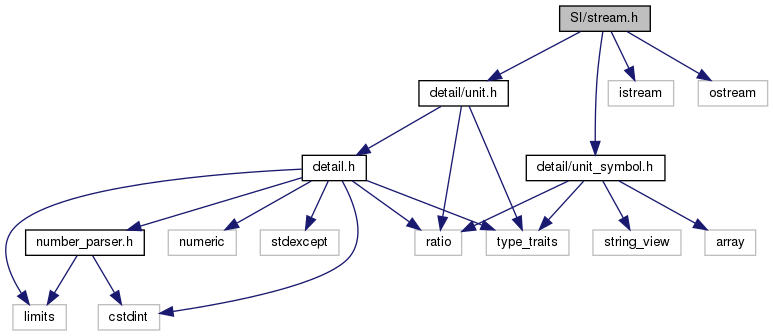 SI/stream.h
detail/unit.h
istream
ostream
detail.h
detail/unit_symbol.h
number_parser.h
numeric
stdexcept
ratio
type_traits
string_view
array
limits
cstdint